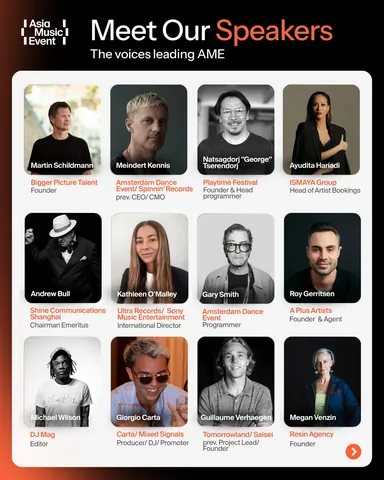 Asia
Music
Event
Meet Our Speakers
The voices leading AME
Martin Schildmann
Bigger Picture Talent
Founder
Meindert Kennis
Amsterdam Dance
Event/ Spinnin' Records
prev. CEO/ CMO
Natsagdorj "George"
Tserendorj
Playtime Festival
Founder & Head
programmer
Ayudita Hariadi
ISMAYA Group
Head of Artist Bookings
Andrew Bull
Shine Communications
Shanghai
Chairman Emeritus
Kathleen O'Malley
Ultra Records/ Sony
Music Entertainment
International Director
Gary Smith
Amsterdam Dance
Event
Programmer
Roy Gerritsen
A Plus Artists
Founder & Agent
Michael Wilson
DJ Mag
Editor
Giorgio Carta
Carta/ Mixed Signals
Producer/ DJ/ Promoter
Guillaume Verhaegen
Tomorrowland/ Saisei
prev. Project Lead/
Founder
Megan Venzin
Resin Agency
Founder